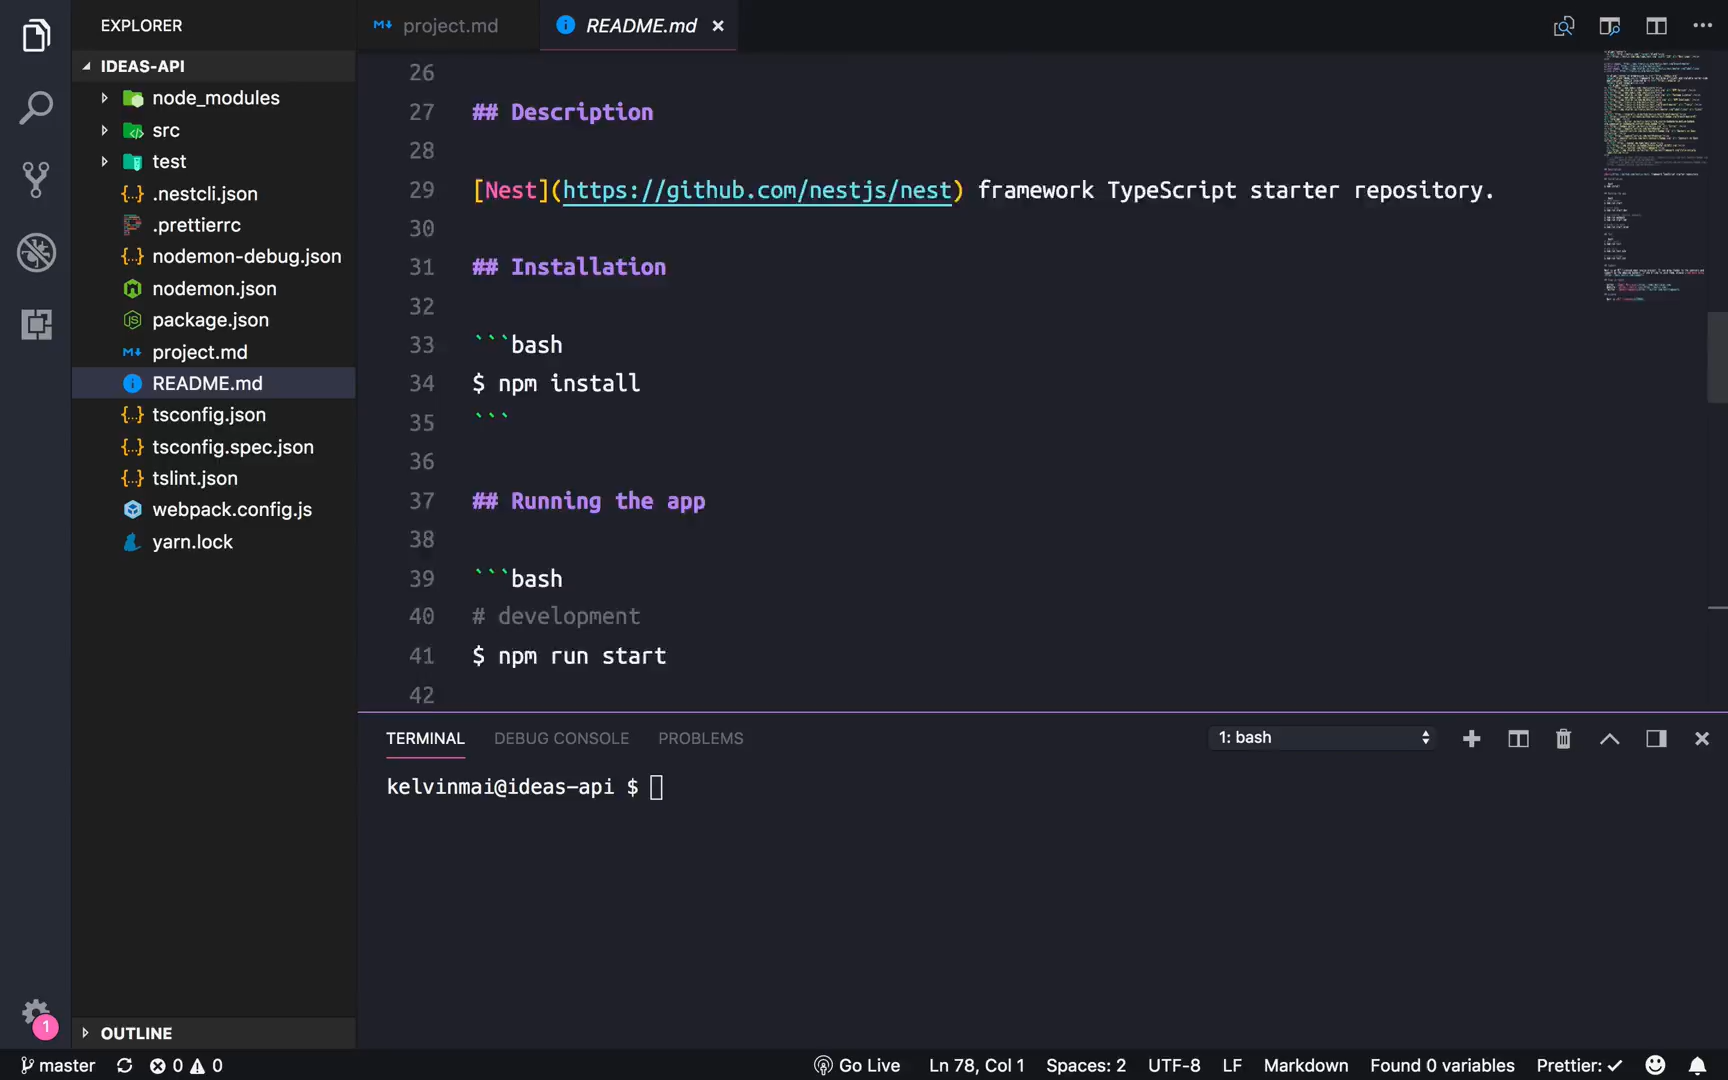 EXPLORER
IDEAS-API
node_modules
src
test
.nestcli.json
.prettierrc
nodemon-debug.json
nodemon.json
package.json
project.md
README.md
tsconfig.json
tsconfig.spec.json
tslint.json
webpack.config.js
yarn.lock
OUTLINE
1
project.md
README.md
26
27 ## Description
28
29 [Nest](https://github.com/nestjs/nest) framework TypeScript starter repository.
30
31 ## Installation
32
33 ```bash
34 $ npm install
35 ```
36
37 ## Running the app
38
39 ```bash
40 # development
41 $ npm run start
42
TERMINAL DEBUG CONSOLE PROBLEMS 1: bash
kelvinmai@ideas-api $
master 0 0 Go Live Ln 78, Col 1 Spaces: 2 UTF-8 LF Markdown Found 0 variables Prettier: ✓